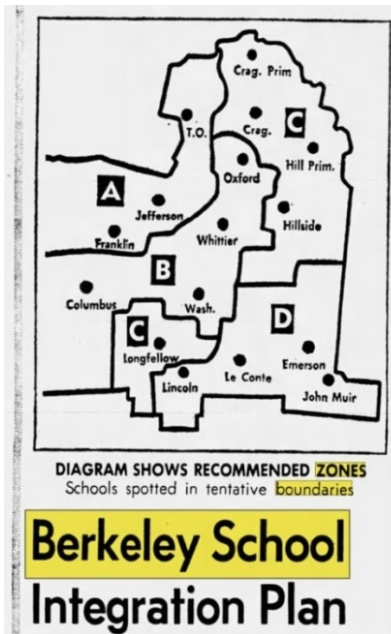 Crag. Prim
T.O.
Crag.
C
Hill Prim.
Oxford
A
Jefferson
Hillside
Franklin
Whittier
B
Columbus
Wash.
C
D
Longfellow
Emerson
Le Conte
Lincoln
John Muir
DIAGRAM SHOWS RECOMMENDED ZONES
Schools spotted in tentative boundaries
Berkeley School
Integration Plan